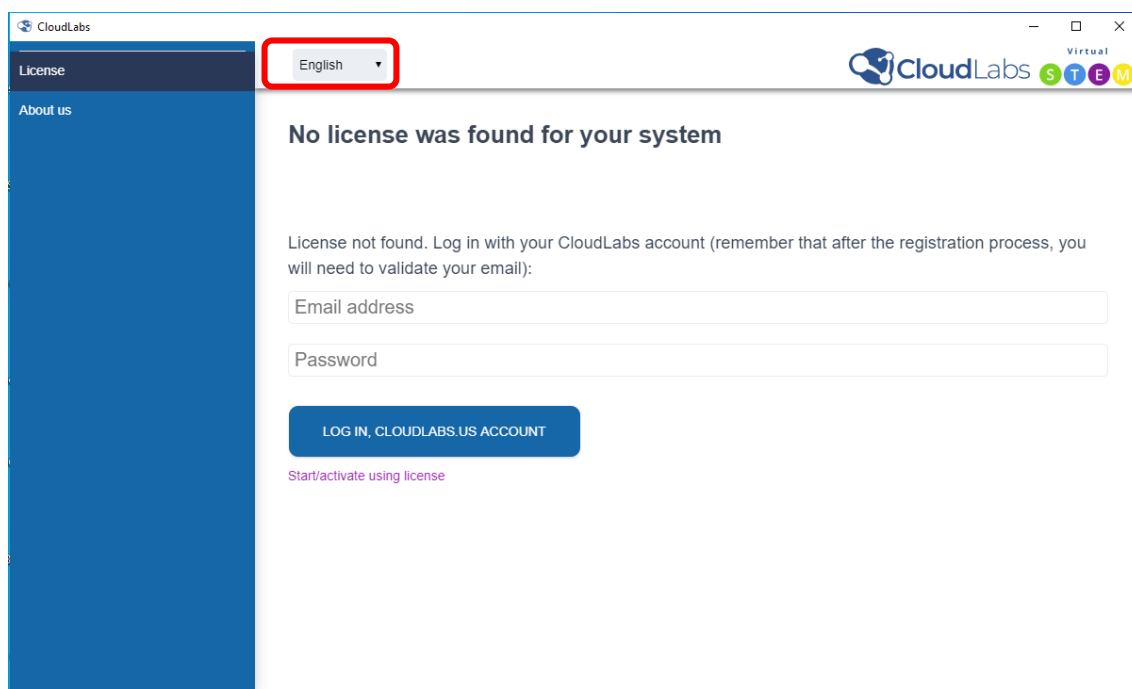 CloudLabs
License
About us
English
CloudLabs
Virtual
STEM
No license was found for your system
License not found. Log in with your CloudLabs account (remember that after the registration process, you
will need to validate your email):
Email address
Password
LOG IN, CLOUDLABS.US ACCOUNT
Start/activate using license